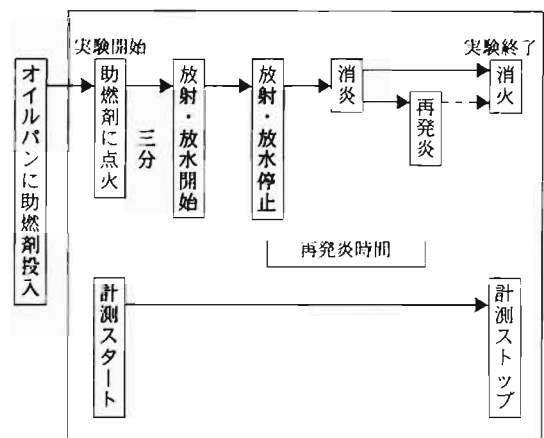 実験開始
実験終了
オイルパンに助燃剤投入
助燃剤に点火
三分
放射・放水開始
放射・放水停止
消炎
再発炎
消火
再発炎時間
計測スタート
計測ストップ